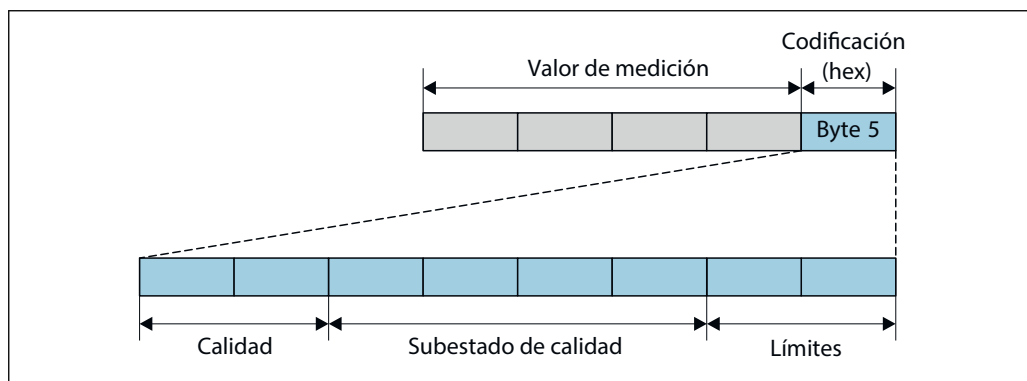 Codificación
Valor de medición
(hex)
Byte 5
Calidad
Subestado de calidad
Límites